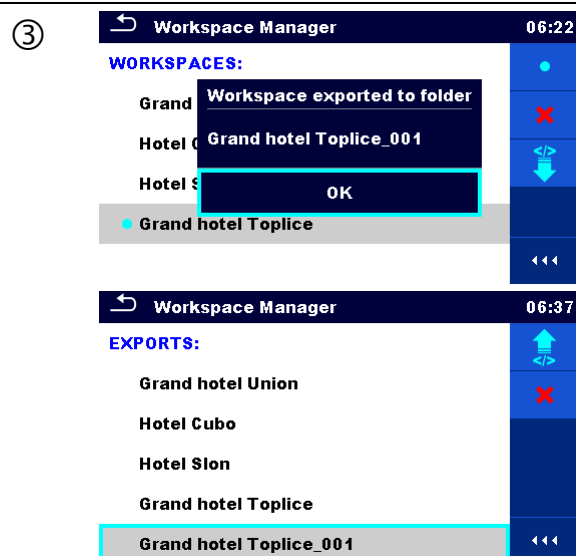 ③
Workspace Manager 06:22
WORKSPACES:
Grand
Workspace exported to folder
Hotel
Grand hotel Toplice_001
Hotel S
OK
Grand hotel Toplice
Workspace Manager 06:37
EXPORTS:
</>
</>
Grand hotel Union
Hotel Cubo
Hotel Slon
Grand hotel Toplice
Grand hotel Toplice_001